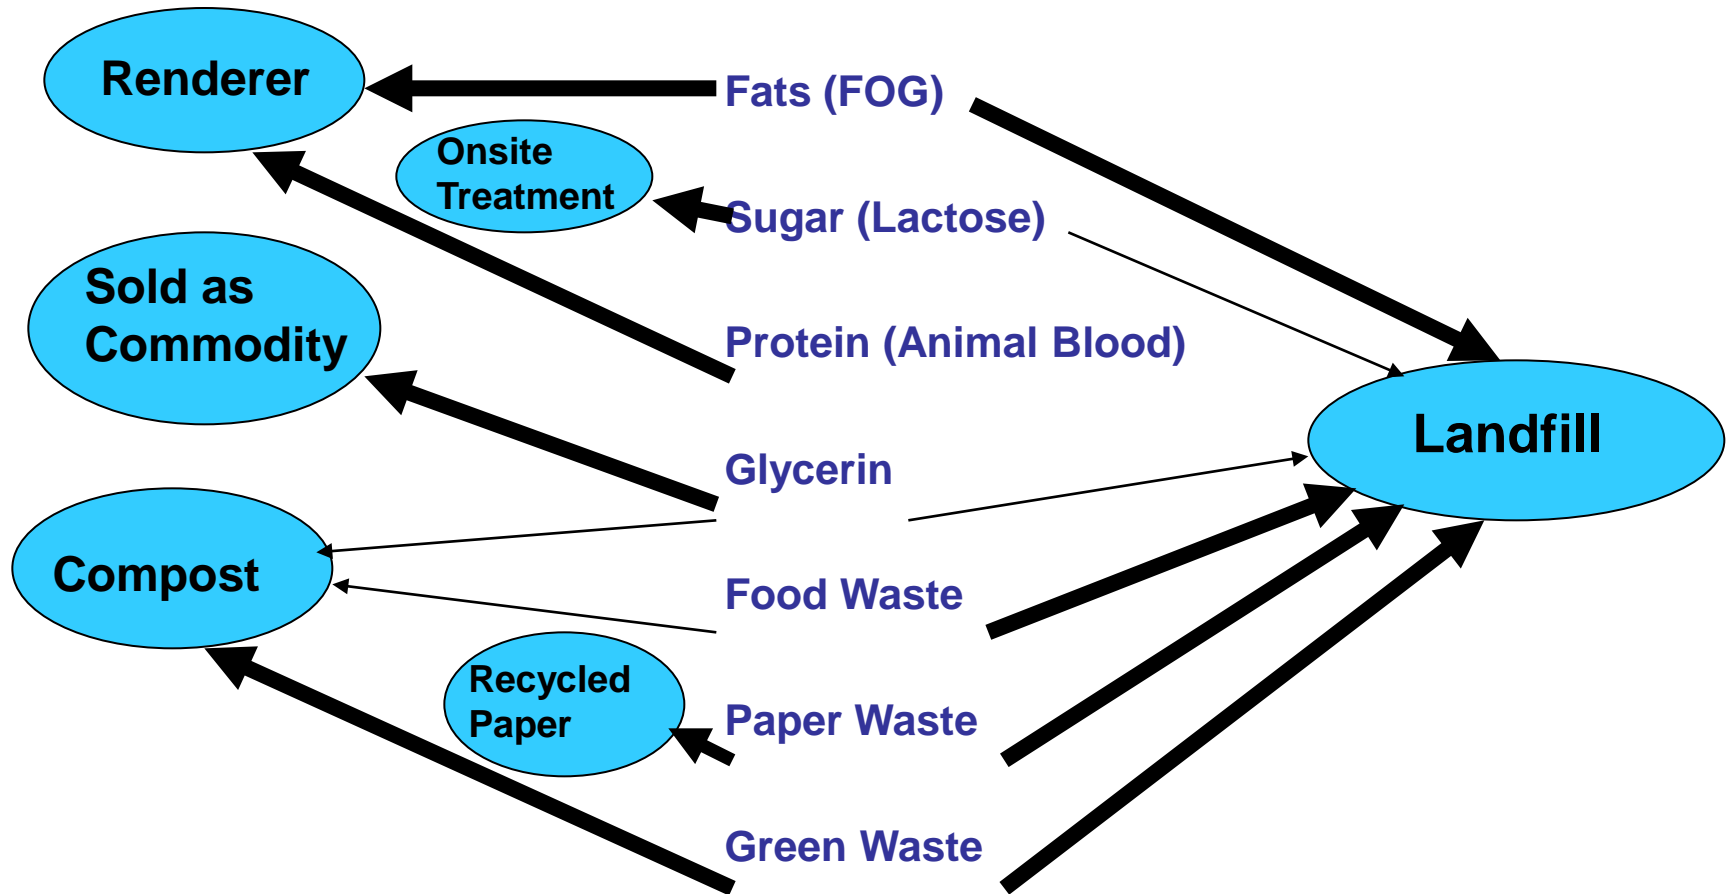 Renderer
Fats (FOG)
Onsite
Treatment
Sugar (Lactose)
Sold as
Commodity
Protein (Animal Blood)
Landfill
Glycerin
Compost
Food Waste
Recycled
Paper
Paper Waste
Green Waste